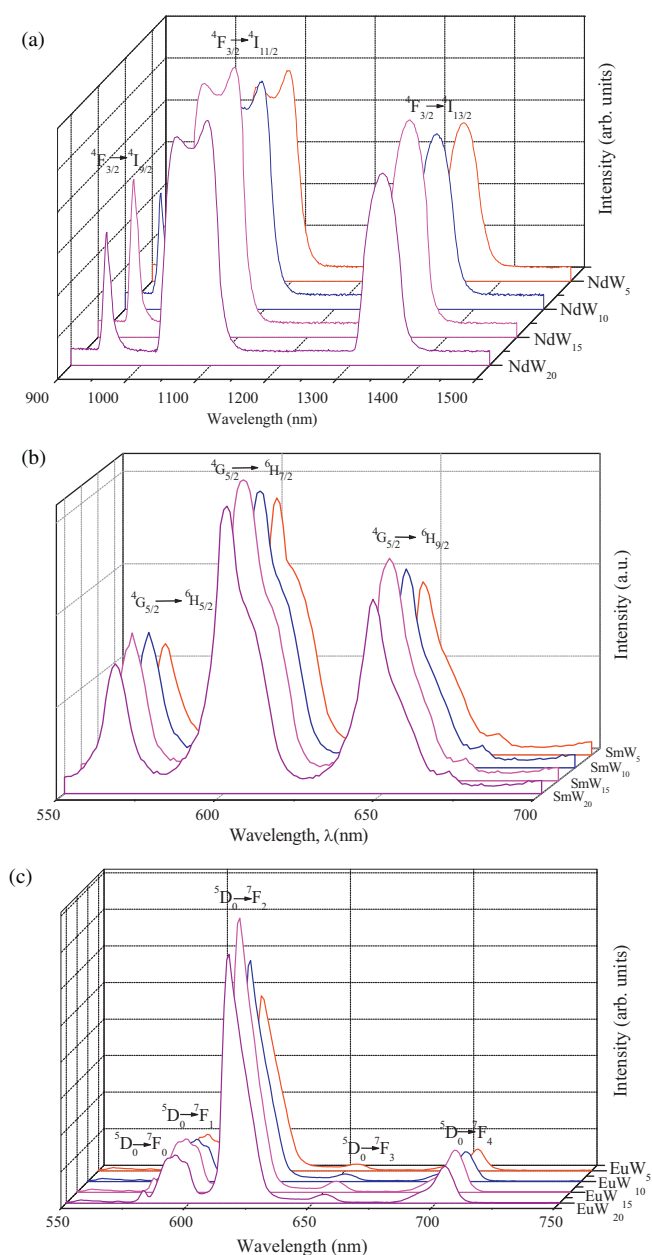 (a)
⁴F₃/₂→⁴I₁₁/₂
⁴F₃/₂→⁴I₁₃/₂
⁴F₃/₂→⁴I₉/₂
Intensity (arb. units)
NdW₅
NdW₁₀
NdW₁₅
NdW₂₀
900 1000 1100 1200 1300 1400 1500
Wavelength (nm)
(b)
⁴G₅/₂→⁶H₇/₂
⁴G₅/₂→⁶H₉/₂
⁴G₅/₂→⁶H₅/₂
Intensity (a.u.)
SmW₅
SmW₁₀
SmW₁₅
SmW₂₀
550 600 650 700
Wavelength, λ(nm)
(c)
⁵D₀→⁷F₂
⁵D₀→⁷F₁
⁵D₀→⁷F₀
⁵D₀→⁷F₃
⁵D₀→⁷F₄
Intensity (arb. units)
EuW₅
EuW₁₀
EuW₁₅
EuW₂₀
550 600 650 700 750
Wavelength (nm)